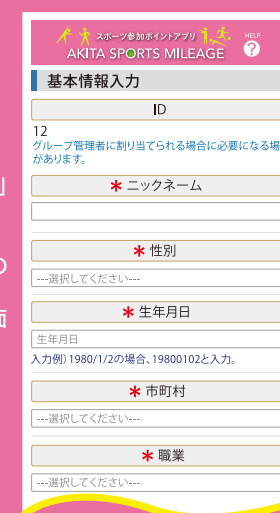 スポーツ参加ポイントアプリ
AKITA SPORTS MILEAGE
HELP
?
基本情報入力
ID
12
グループ管理者に割り当てられる場合に必要になる場
があります。
* ニックネーム
* 性別
---選択してください---
* 生年月日
生年月日
入力例) 1980/1/2の場合、19800102と入力。
* 市町村
---選択してください---
* 職業
---選択してください---
の
面